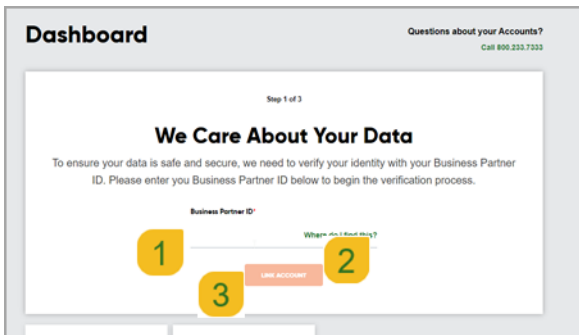 Dashboard
Questions about your Accounts?
Call 800.233.7333
Step 1 of 3
We Care About Your Data
To ensure your data is safe and secure, we need to verify your identity with your Business Partner
ID. Please enter you Business Partner ID below to begin the verification process.
Business Partner ID*
Where do I find this?
1
2
LINK ACCOUNT
3